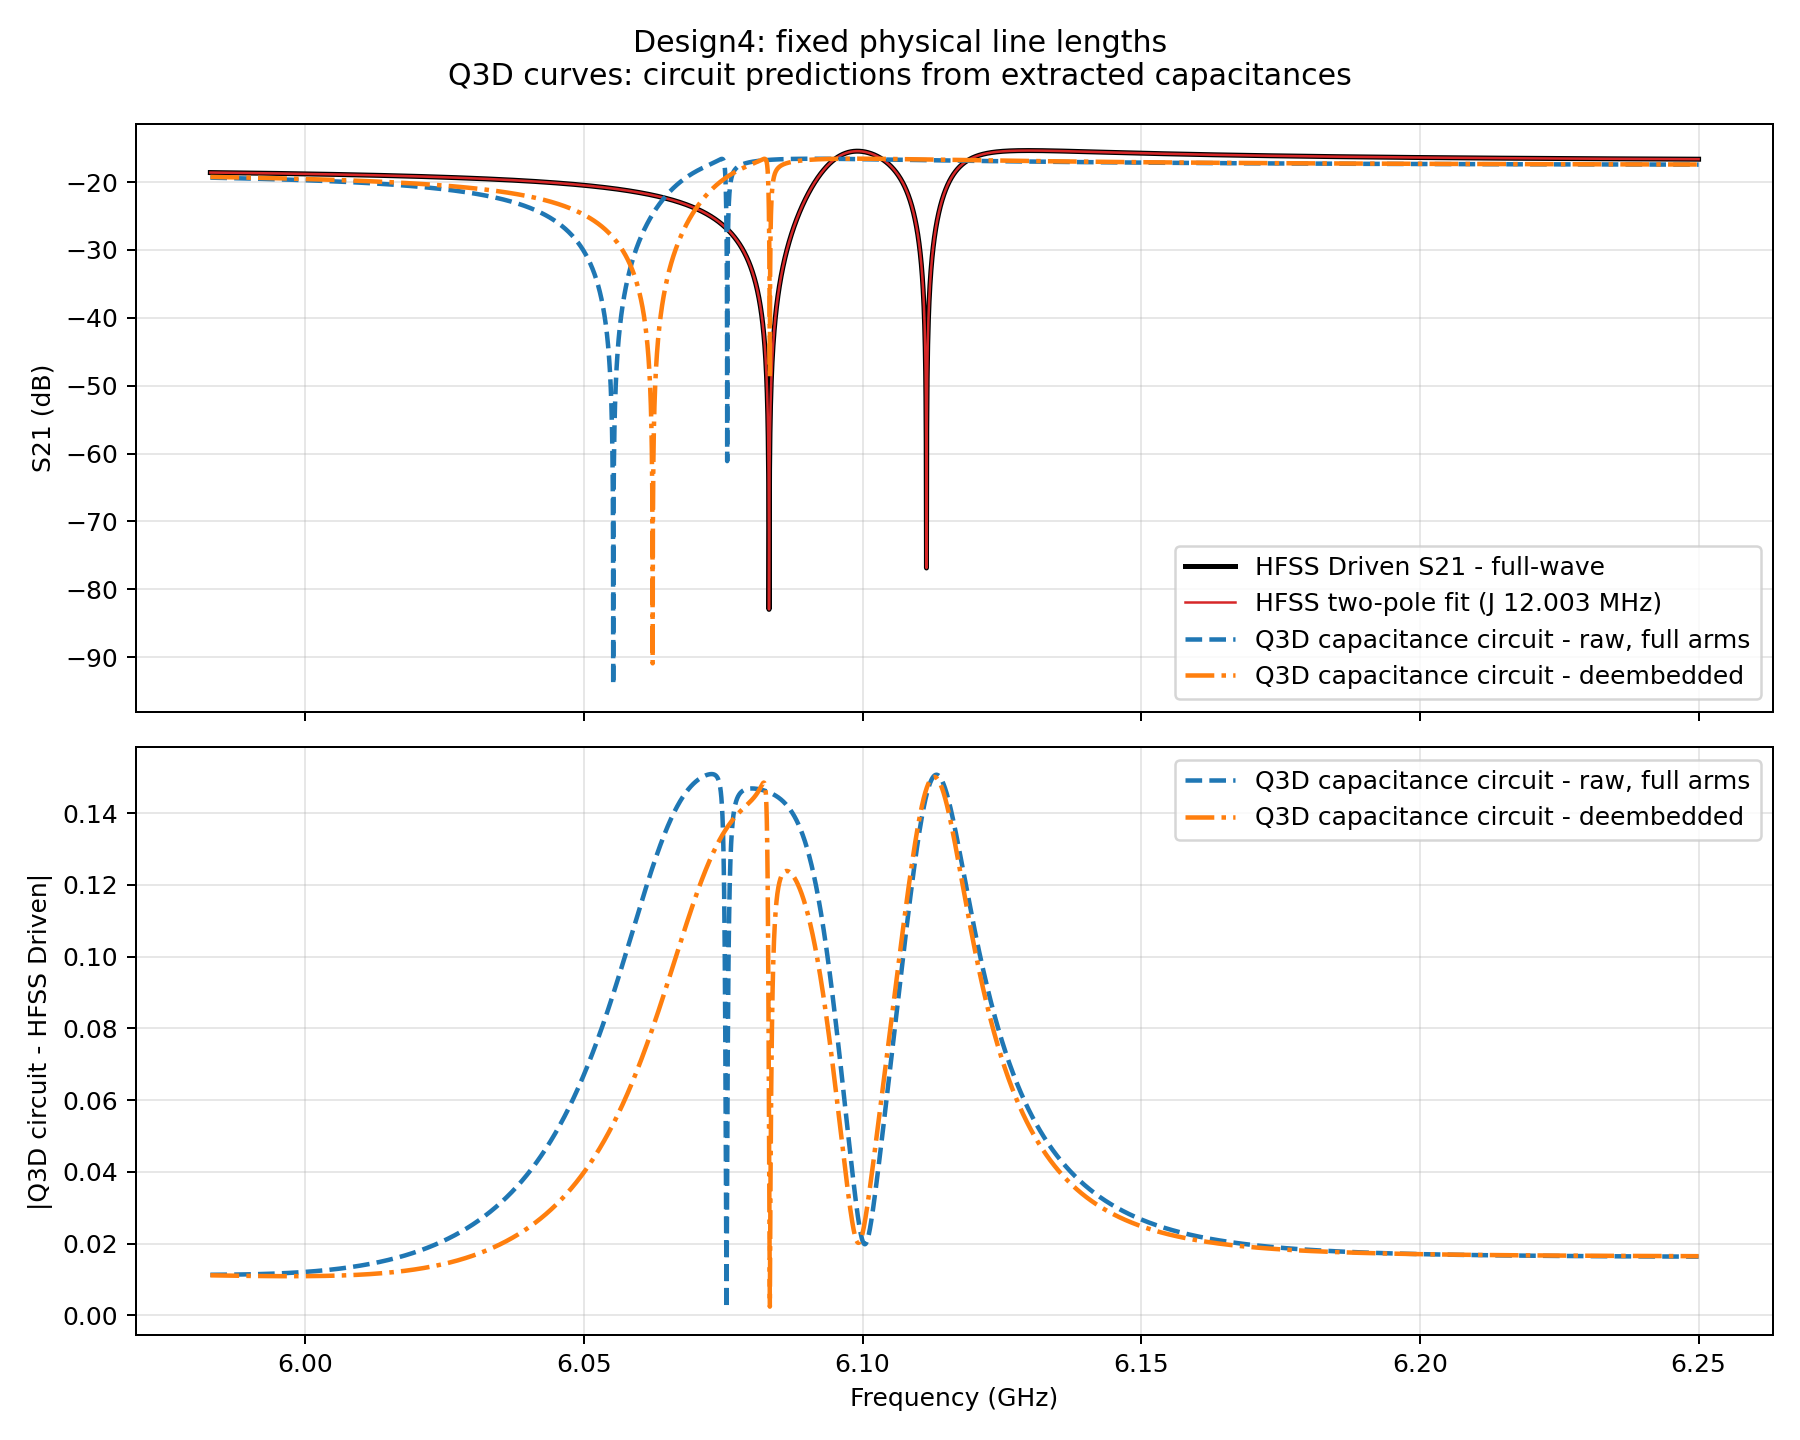 Design4: fixed physical line lengths
Q3D curves: circuit predictions from extracted capacitances
S21 (dB)
−20
−30
−40
−50
−60
−70
−80
−90
HFSS Driven S21 - full-wave
HFSS two-pole fit (J 12.003 MHz)
Q3D capacitance circuit - raw, full arms
Q3D capacitance circuit - deembedded
|Q3D circuit - HFSS Driven|
0.14
0.12
0.10
0.08
0.06
0.04
0.02
0.00
Q3D capacitance circuit - raw, full arms
Q3D capacitance circuit - deembedded
6.00 6.05 6.10 6.15 6.20 6.25
Frequency (GHz)